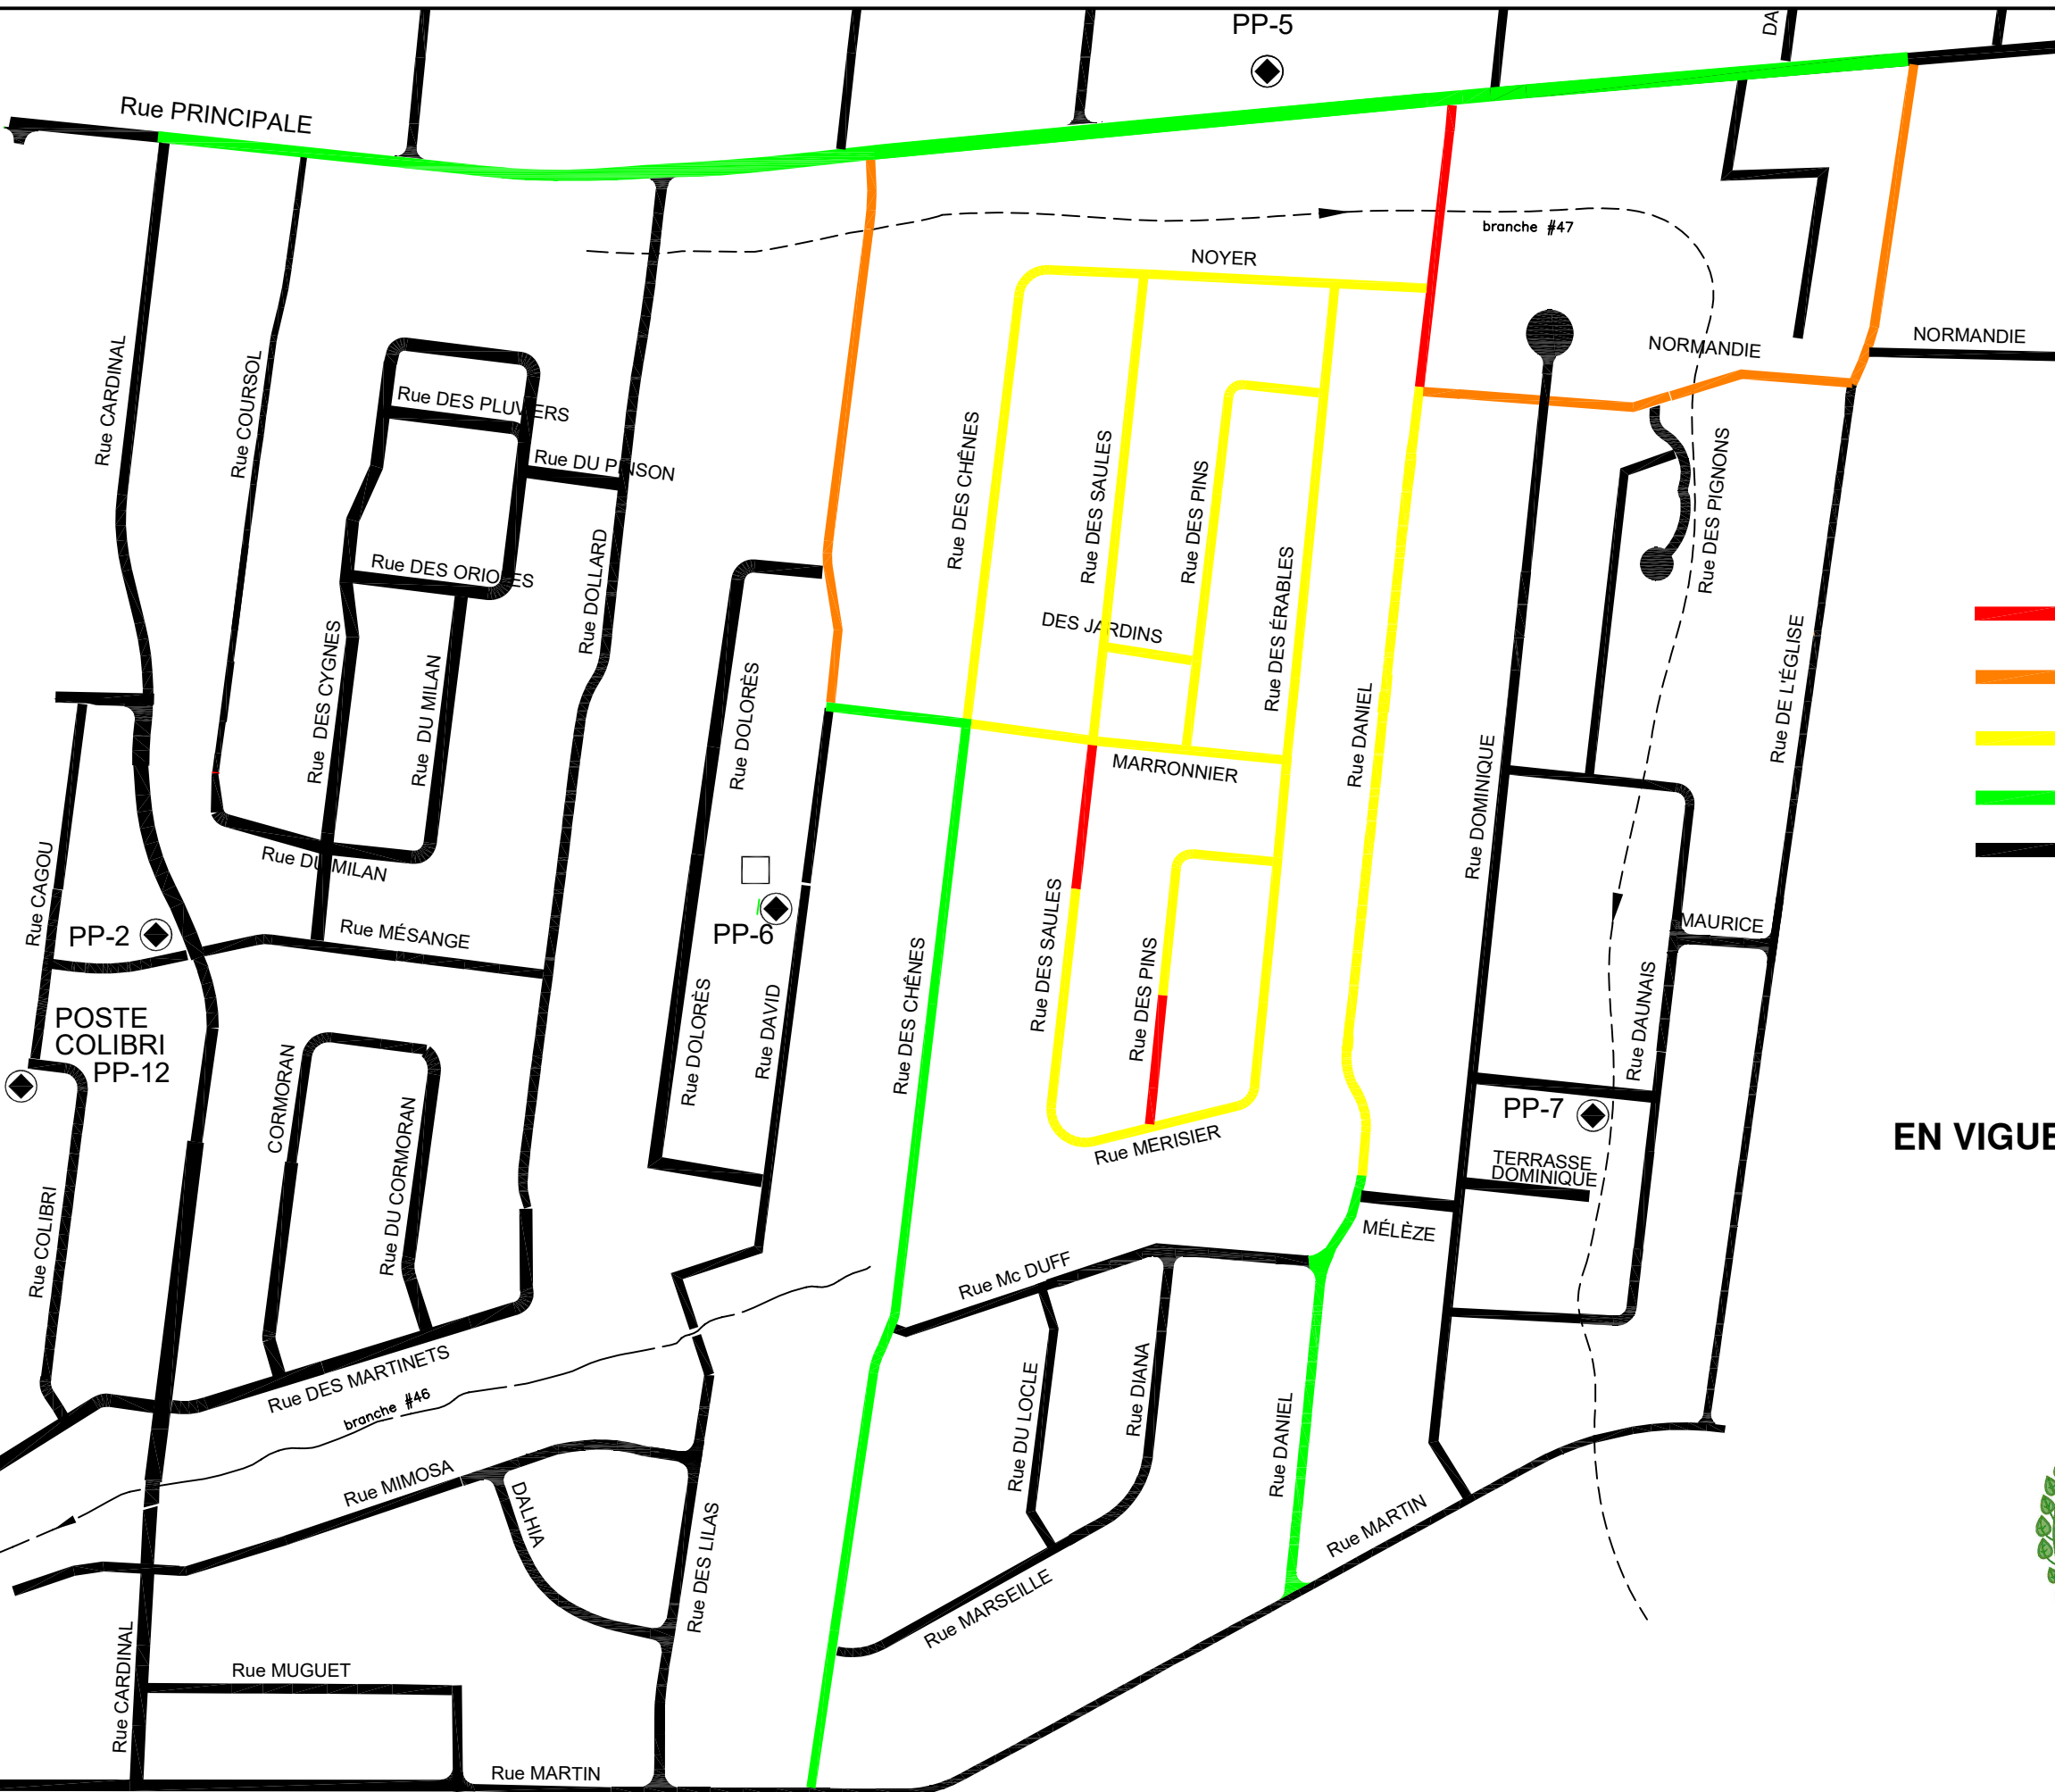 PP-5
DA
Rue PRINCIPALE
branche #47
NOYER
NORMANDIE
NORMANDIE
Rue CARDINAL
Rue COURSOL
Rue DES PLUVIERS
Rue DU PINSON
Rue DES ORIOLES
Rue DOLLARD
Rue DES CHÊNES
Rue DES SAULES
Rue DES PINS
Rue DES ÉRABLES
Rue DES PIGNONS
DES JARDINS
Rue DES CYGNES
Rue DU MILAN
Rue DOLORÈS
Rue DANIEL
Rue DE L'ÉGLISE
Rue DOMINIQUE
MARRONNIER
Rue DU MILAN
Rue CAGOU
PP-2
Rue MÉSANGE
PP-6
Rue DES CHÊNES
Rue DES SAULES
Rue DES PINS
MAURICE
Rue DAUNAIS
POSTE
COLIBRI
PP-12
Rue DOLORÈS
Rue DAVID
CORMORAN
Rue DU CORMORAN
PP-7
EN VIGUE
Rue MERISIER
TERRASSE
DOMINIQUE
Rue COLIBRI
MÉLÈZE
Rue Mc DUFF
Rue DES MARTINETS
branche #46
Rue DU LOCLE
Rue DIANA
Rue DANIEL
Rue MIMOSA
DALHIA
Rue DES LILAS
Rue MARTIN
Rue MARSEILLE
Rue CARDINAL
Rue MUGUET
Rue MARTIN